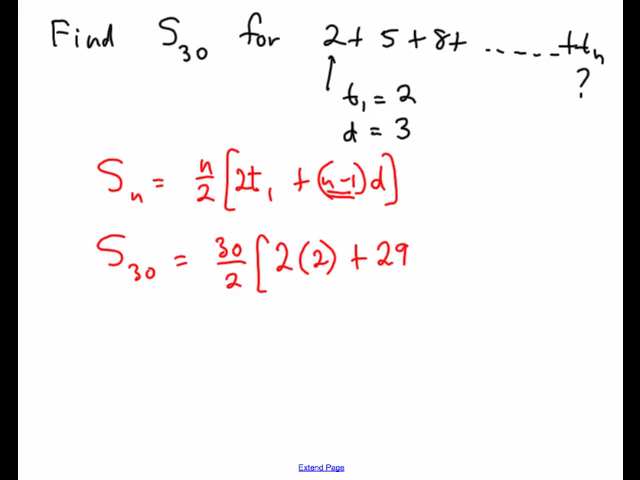 Find S₃₀ for 2 + 5 + 8 + ...... + tₙ
?
t₁ = 2
d = 3
Sₙ = n/2 [2t₁ + (n-1)d]
S₃₀ = 30/2 [2(2) + 29
Extend Page